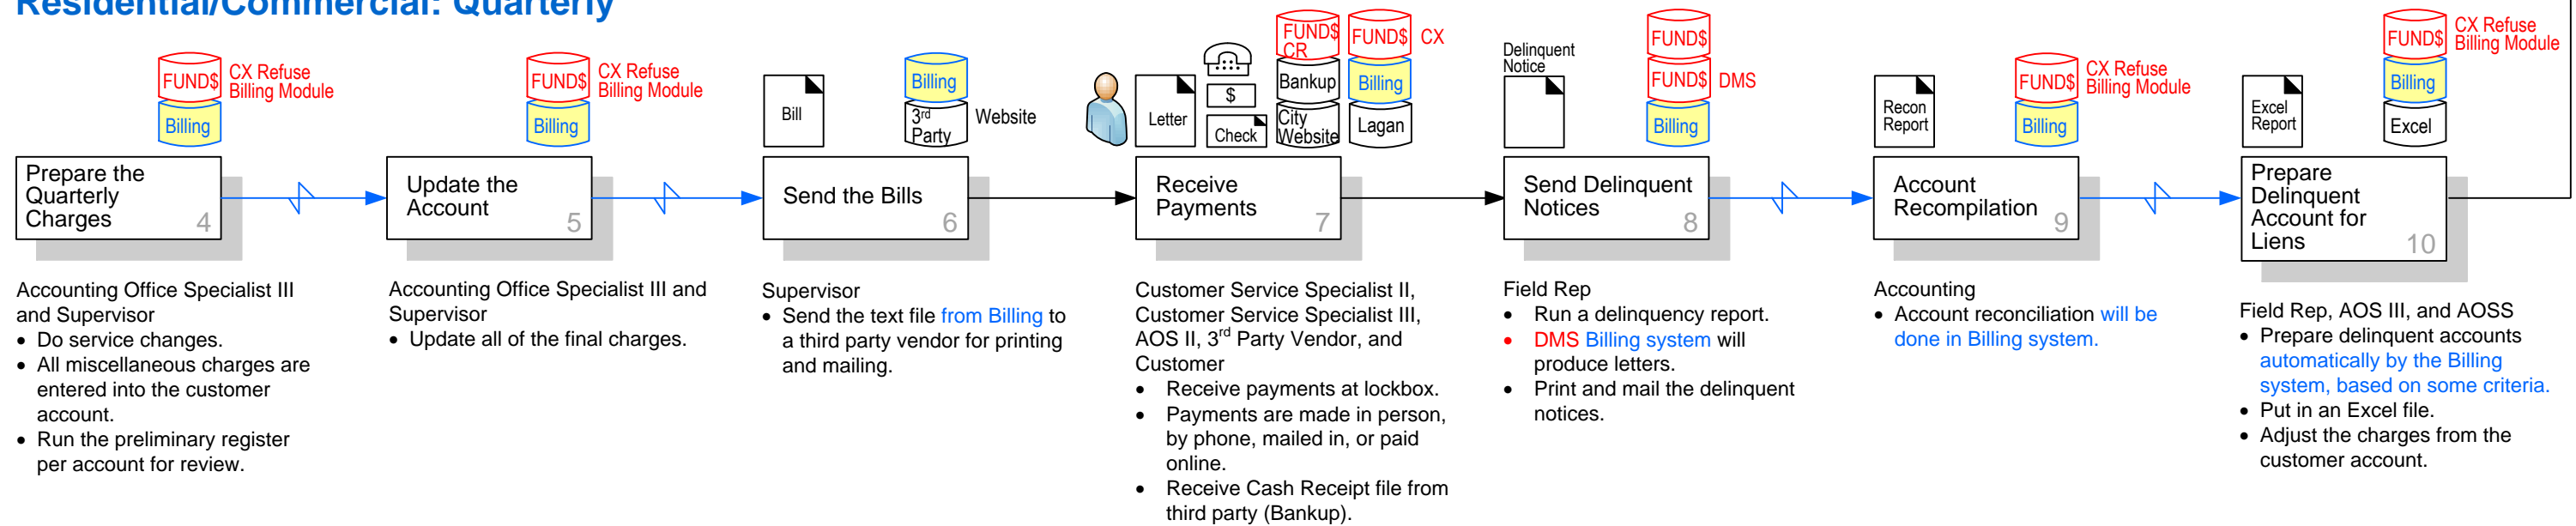 Residential/Commercial: Quarterly
FUND$
CX Refuse
Billing Module
Billing
Prepare the
Quarterly
Charges
4
Accounting Office Specialist III
and Supervisor
• Do service changes.
• All miscellaneous charges are
entered into the customer
account.
• Run the preliminary register
per account for review.
FUND$
CX Refuse
Billing Module
Billing
Update the
Account
5
Accounting Office Specialist III and
Supervisor
• Update all of the final charges.
Bill
Billing
3rd
Party
Website
Send the Bills
6
Supervisor
• Send the text file from Billing to
a third party vendor for printing
and mailing.
Letter
$
Check
FUND$
CR
Bankup
City
Website
FUND$
CX
Billing
Lagan
Receive
Payments
7
Customer Service Specialist II,
Customer Service Specialist III,
AOS II, 3rd Party Vendor, and
Customer
• Receive payments at lockbox.
• Payments are made in person,
by phone, mailed in, or paid
online.
• Receive Cash Receipt file from
third party (Bankup).
Delinquent
Notice
FUND$
FUND$
DMS
Billing
Send Delinquent
Notices
8
Field Rep
• Run a delinquency report.
• DMS Billing system will
produce letters.
• Print and mail the delinquent
notices.
Recon
Report
FUND$
CX Refuse
Billing Module
Billing
Account
Recompilation
9
Accounting
• Account reconciliation will be
done in Billing system.
Excel
Report
FUND$
CX Refuse
Billing Module
Billing
Excel
Prepare
Delinquent
Account for
Liens
10
Field Rep, AOS III, and AOSS
• Prepare delinquent accounts
automatically by the Billing
system, based on some criteria.
• Put in an Excel file.
• Adjust the charges from the
customer account.